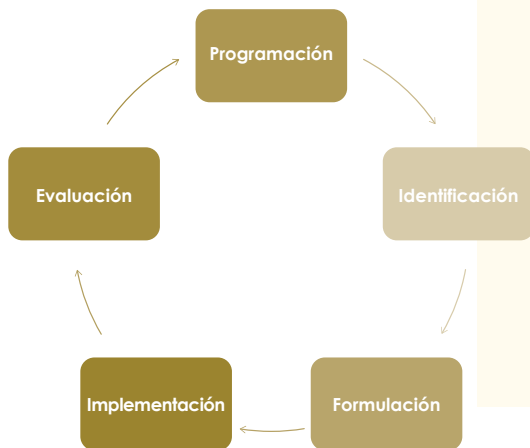 Programación
Identificación
Formulación
Implementación
Evaluación